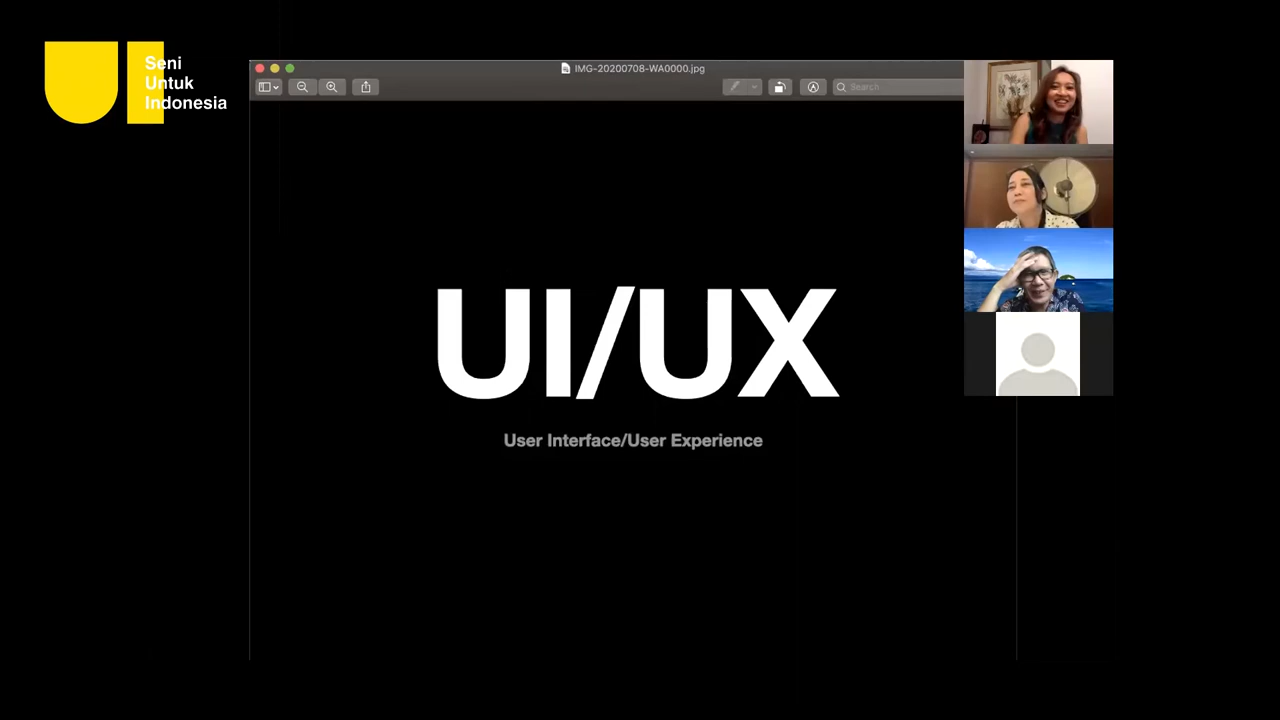 Seni
Untuk
Indonesia
IMG-20200708-WA0000.jpg
Search
UI/UX
User Interface/User Experience